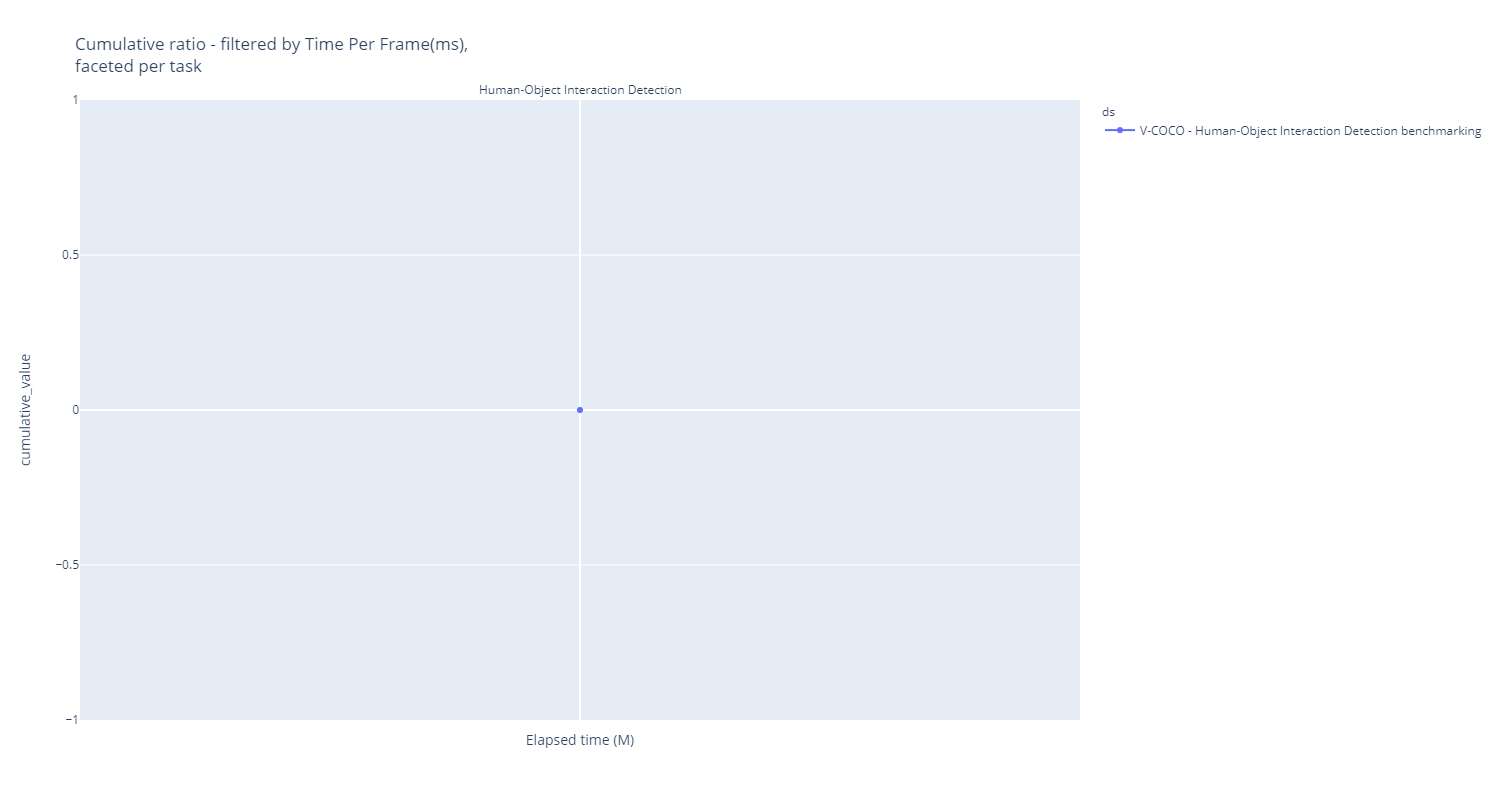 Cumulative ratio - filtered by Time Per Frame(ms),
faceted per task
Human-Object Interaction Detection
ds
V-COCO - Human-Object Interaction Detection benchmarking
1
0.5
0
−0.5
−1
cumulative_value
Elapsed time (M)